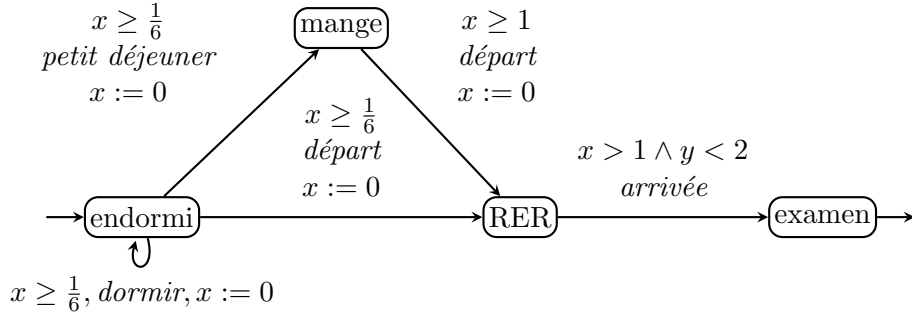 x ≥ 1/6
petit déjeuner
x := 0
mange
x ≥ 1
départ
x := 0
x ≥ 1/6
départ
x := 0
x > 1 ∧ y < 2
arrivée
endormi
RER
examen
x ≥ 1/6, dormir, x := 0